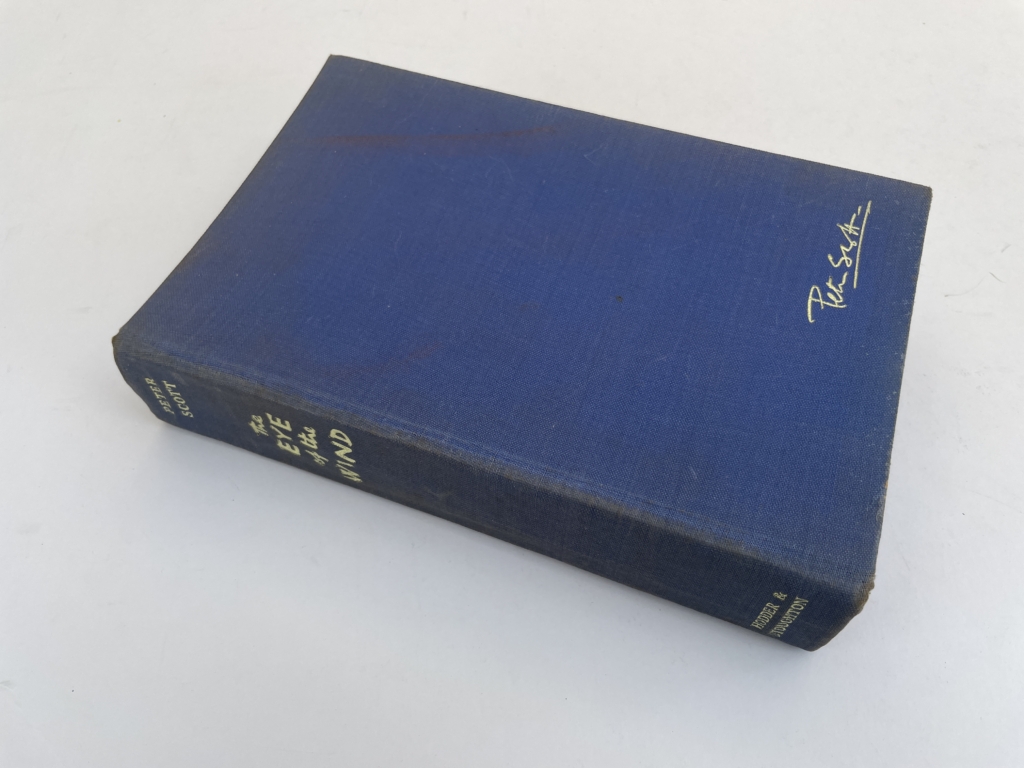 Peter Scott
PETER
SCOTT
The
EYE
of the
WIND
HODDER &
STOUGHTON